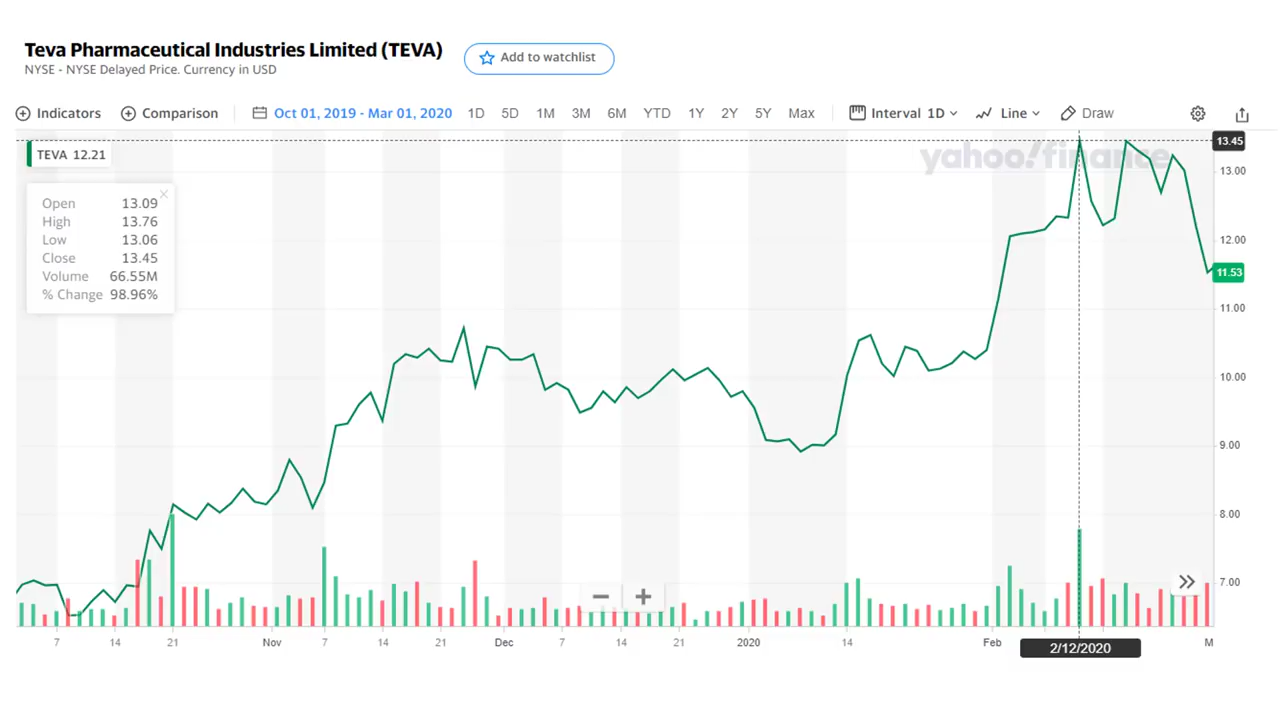 Teva Pharmaceutical Industries Limited (TEVA)
Add to watchlist
NYSE - NYSE Delayed Price. Currency in USD
Indicators Comparison Oct 01, 2019 - Mar 01, 2020 1D 5D 1M 3M 6M YTD 1Y 2Y 5Y Max Interval 1D Line Draw
TEVA 12.21
yahoo!finance
13.45
13.00
12.00
11.53
11.00
10.00
9.00
8.00
7.00
Open 13.09
High 13.76
Low 13.06
Close 13.45
Volume 66.55M
% Change 98.96%
7 14 21 Nov 7 14 21 Dec 7 14 21 2020 14 Feb M
2/12/2020